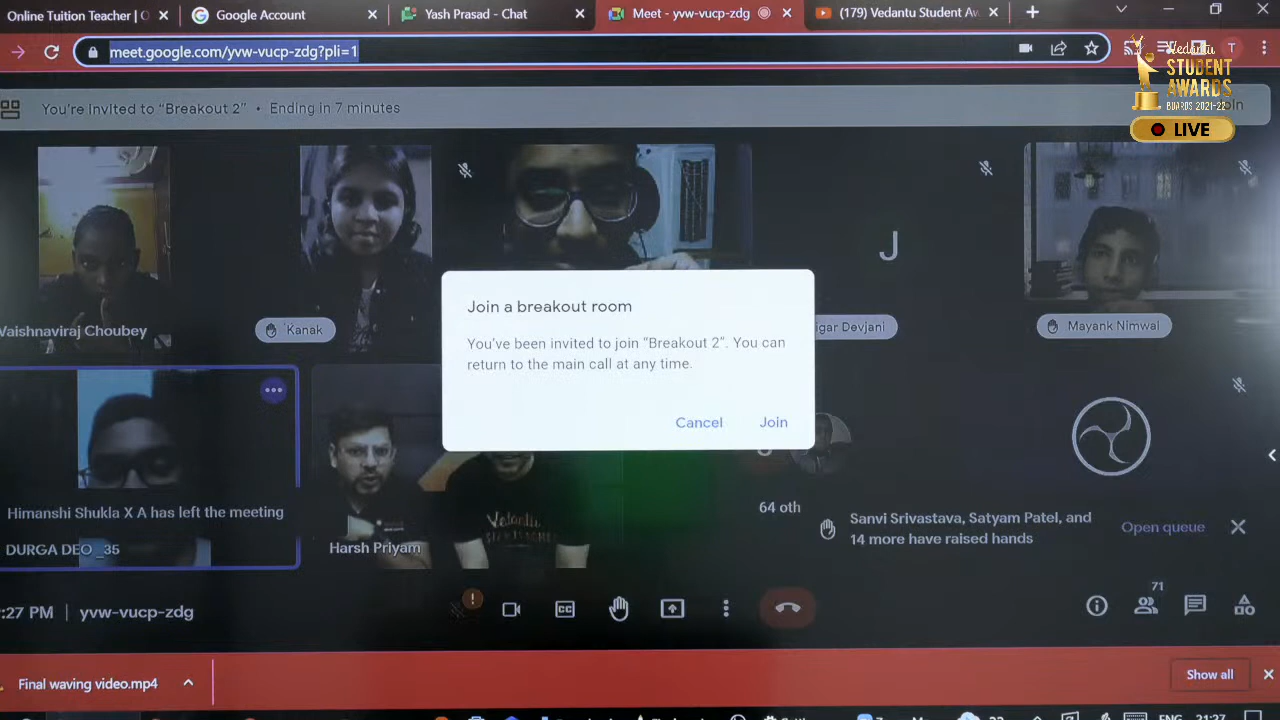 Online Tuition Teacher | O
Google Account
Yash Prasad - Chat
Meet - yvw-vucp-zdg
(179) Vedantu Student Aw
meet.google.com/yvw-vucp-zdg?pli=1
T
Vedantu
STUDENT
AWARDS
BOARDS 2021-22
LIVE
You're invited to “Breakout 2” • Ending in 7 minutes
J
Vaishnaviraj Choubey
Kanak
igar Devjani
Mayank Nimwal
Join a breakout room
You've been invited to join “Breakout 2”. You can
return to the main call at any time.
Cancel
Join
Himanshi Shukla X A has left the meeting
DURGA DEO _35
Harsh Priyam
Vedantu
64 oth
Sanvi Srivastava, Satyam Patel, and
14 more have raised hands
Open queue
:27 PM | yvw-vucp-zdg
CC
71
Final waving video.mp4
Show all
ENG
21:27